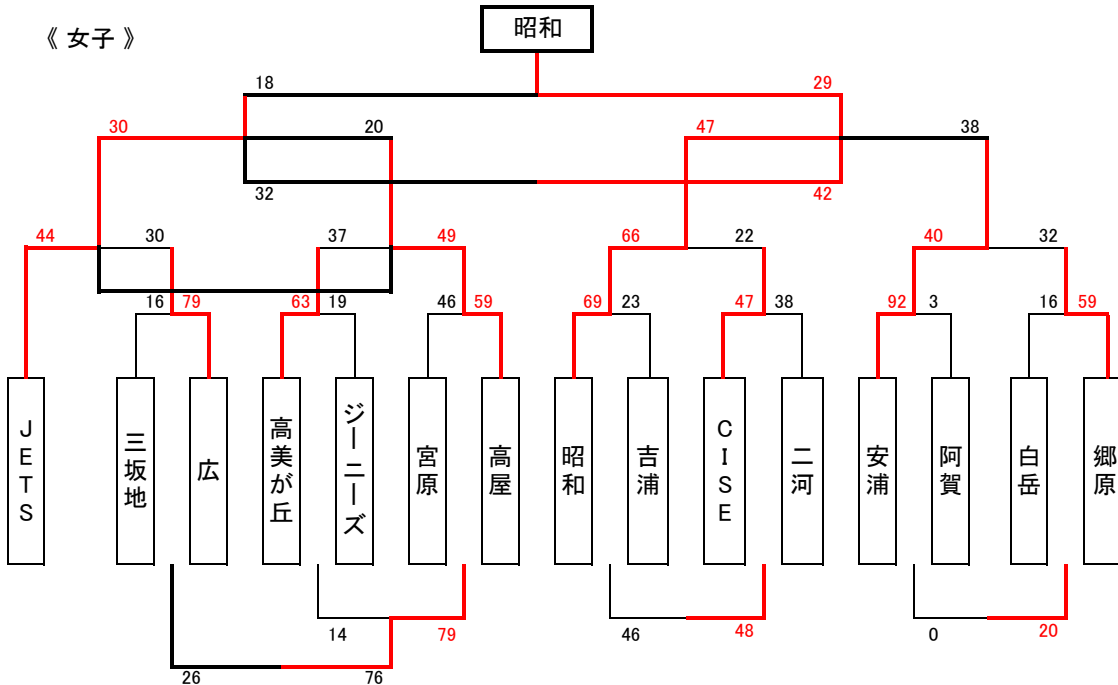 《 女子 》
昭和
18
29
30
20
47
38
32
42
44
30
37
49
66
22
40
32
16
79
63
19
46
59
69
23
47
38
92
3
16
59
JETS
三坂地
広
高美が丘
ジーニーズ
宮原
高屋
昭和
吉浦
CISE
二河
安浦
阿賀
白岳
郷原
14
79
46
48
0
20
26
76